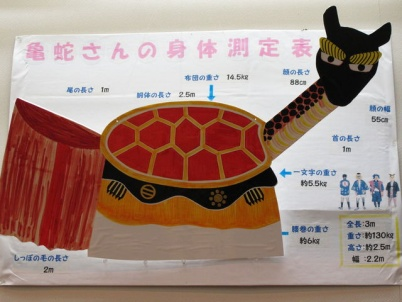 亀蛇さんの身体測定表
布団の重さ 14.5kg
顔の長さ
88cm
尾の長さ 1m
胴体の長さ 2.5m
顔の幅
55cm
首の長さ
1m
一文字の重さ
約5.5kg
腰巻の重さ
約6kg
しっぽの毛の長さ
2m
全長:3m
重さ:約130kg
高さ:約2.5m
幅:2.2m